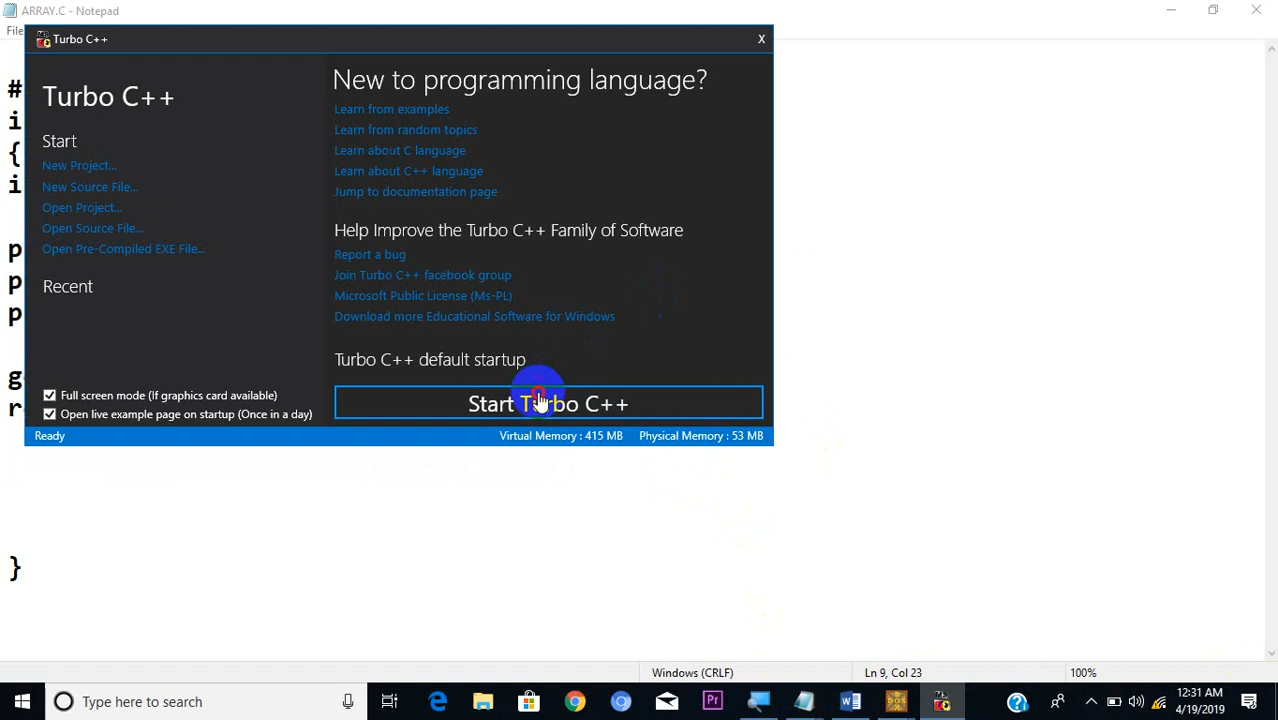 ARRAY.C - Notepad
File
Turbo C++
X
#
i
{
i
p
p
p
g
r
}
Turbo C++
Start
New Project...
New Source File...
Open Project...
Open Source File...
Open Pre-Compiled EXE File...
Recent
Full screen mode (If graphics card available)
Open live example page on startup (Once in a day)
New to programming language?
Learn from examples
Learn from random topics
Learn about C language
Learn about C++ language
Jump to documentation page
Help Improve the Turbo C++ Family of Software
Report a bug
Join Turbo C++ facebook group
Microsoft Public License (Ms-PL)
Download more Educational Software for Windows
Turbo C++ default startup
Start Turbo C++
Ready
Virtual Memory : 415 MB
Physical Memory : 53 MB
Windows (CRLF)
Ln 9, Col 23
100%
Type here to search
12:31 AM
4/19/2019